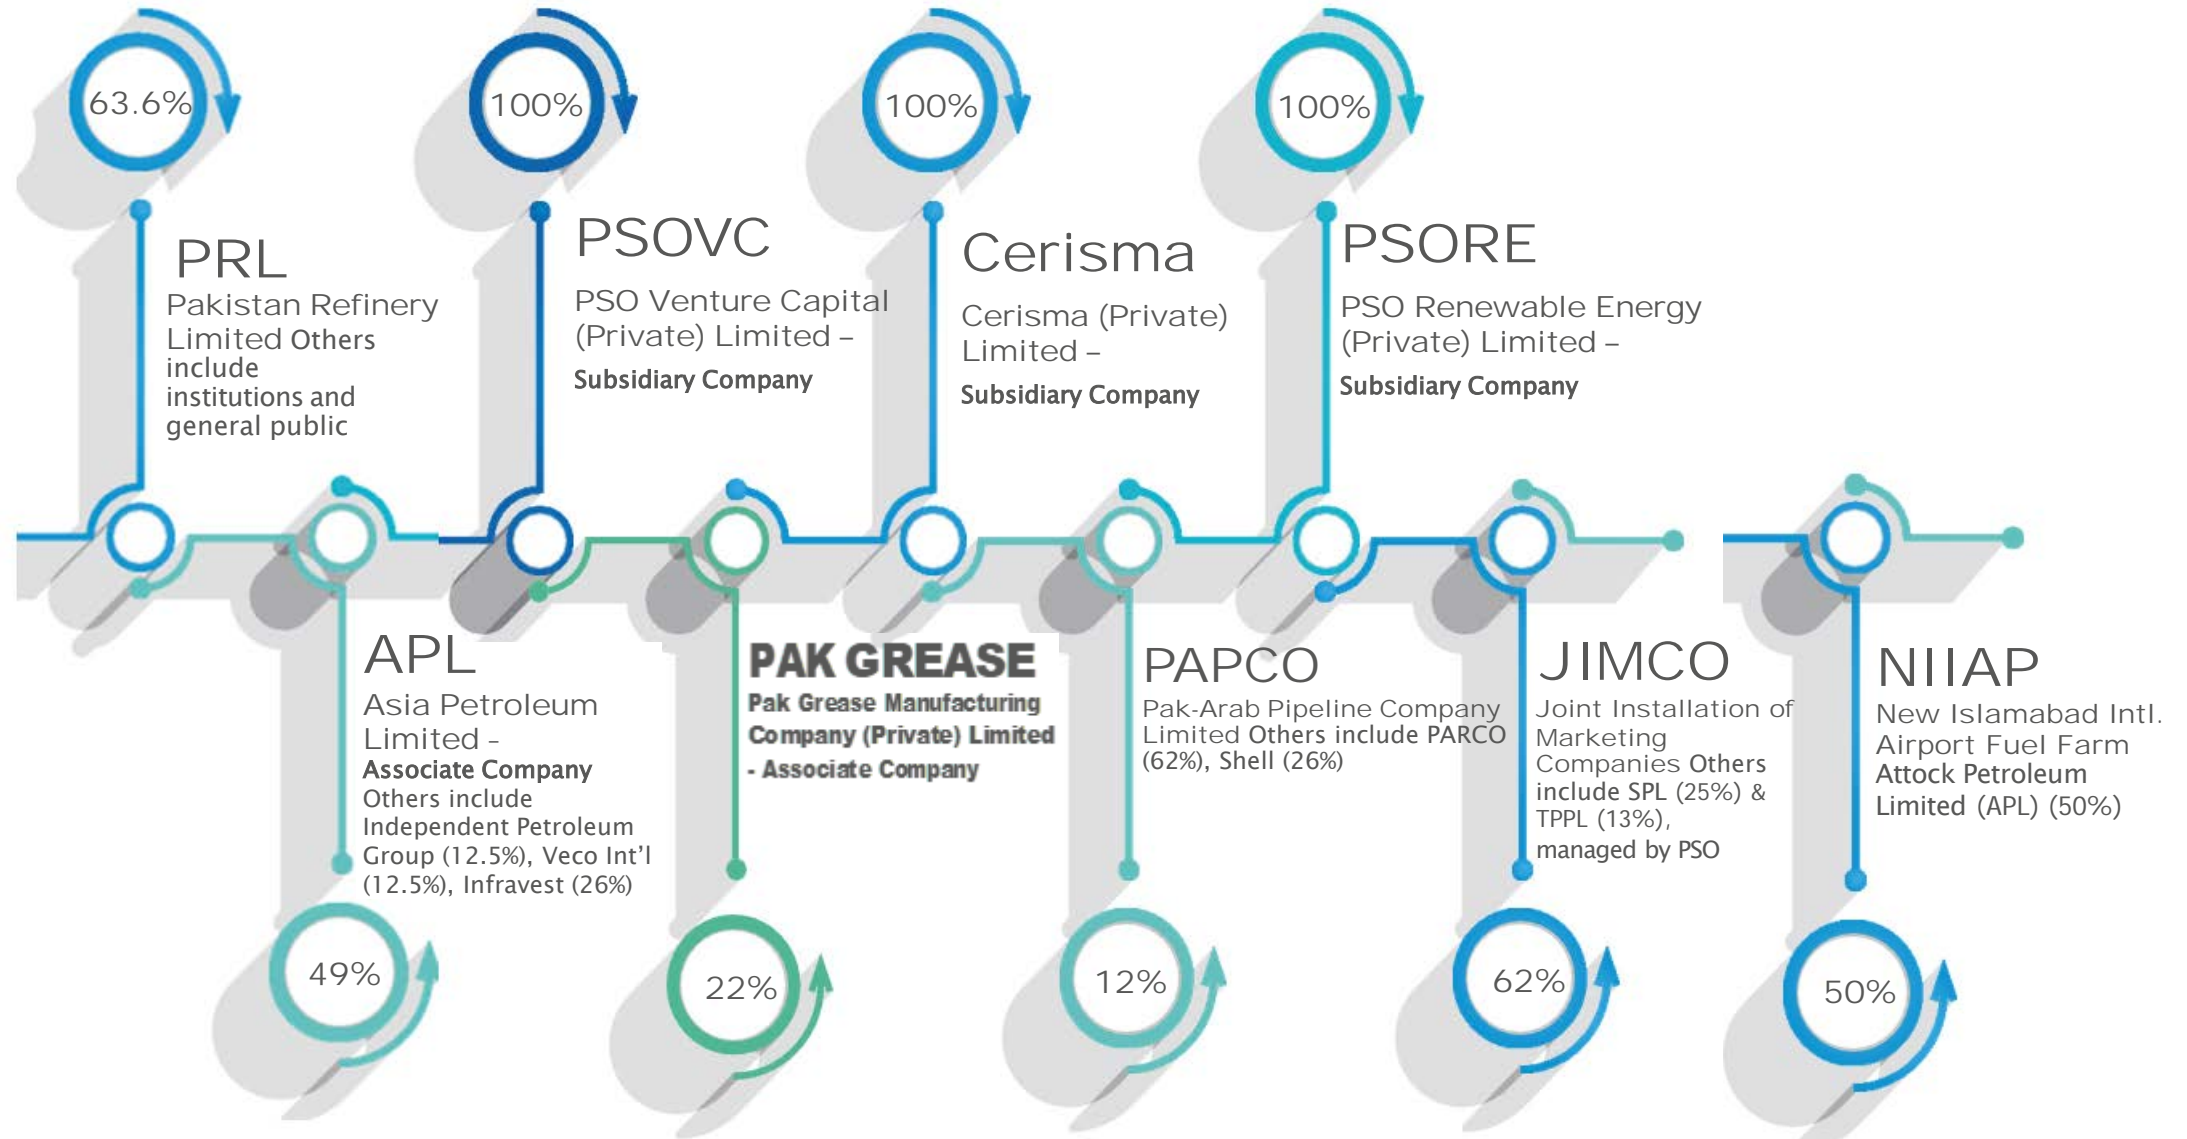 63.6%
PRL
Pakistan Refinery
Limited Others
include
institutions and
general public
100%
PSOVC
PSO Venture Capital
(Private) Limited –
Subsidiary Company
100%
Cerisma
Cerisma (Private)
Limited –
Subsidiary Company
100%
PSORE
PSO Renewable Energy
(Private) Limited –
Subsidiary Company
APL
Asia Petroleum
Limited -
Associate Company
Others include
Independent Petroleum
Group (12.5%), Veco Int'l
(12.5%), Infravest (26%)
49%
PAK GREASE
Pak Grease Manufacturing
Company (Private) Limited
- Associate Company
22%
PAPCO
Pak-Arab Pipeline Company
Limited Others include PARCO
(62%), Shell (26%)
12%
JIMCO
Joint Installation of
Marketing
Companies Others
include SPL (25%) &
TPPL (13%),
managed by PSO
62%
NIIAP
New Islamabad Intl.
Airport Fuel Farm
Attock Petroleum
Limited (APL) (50%)
50%